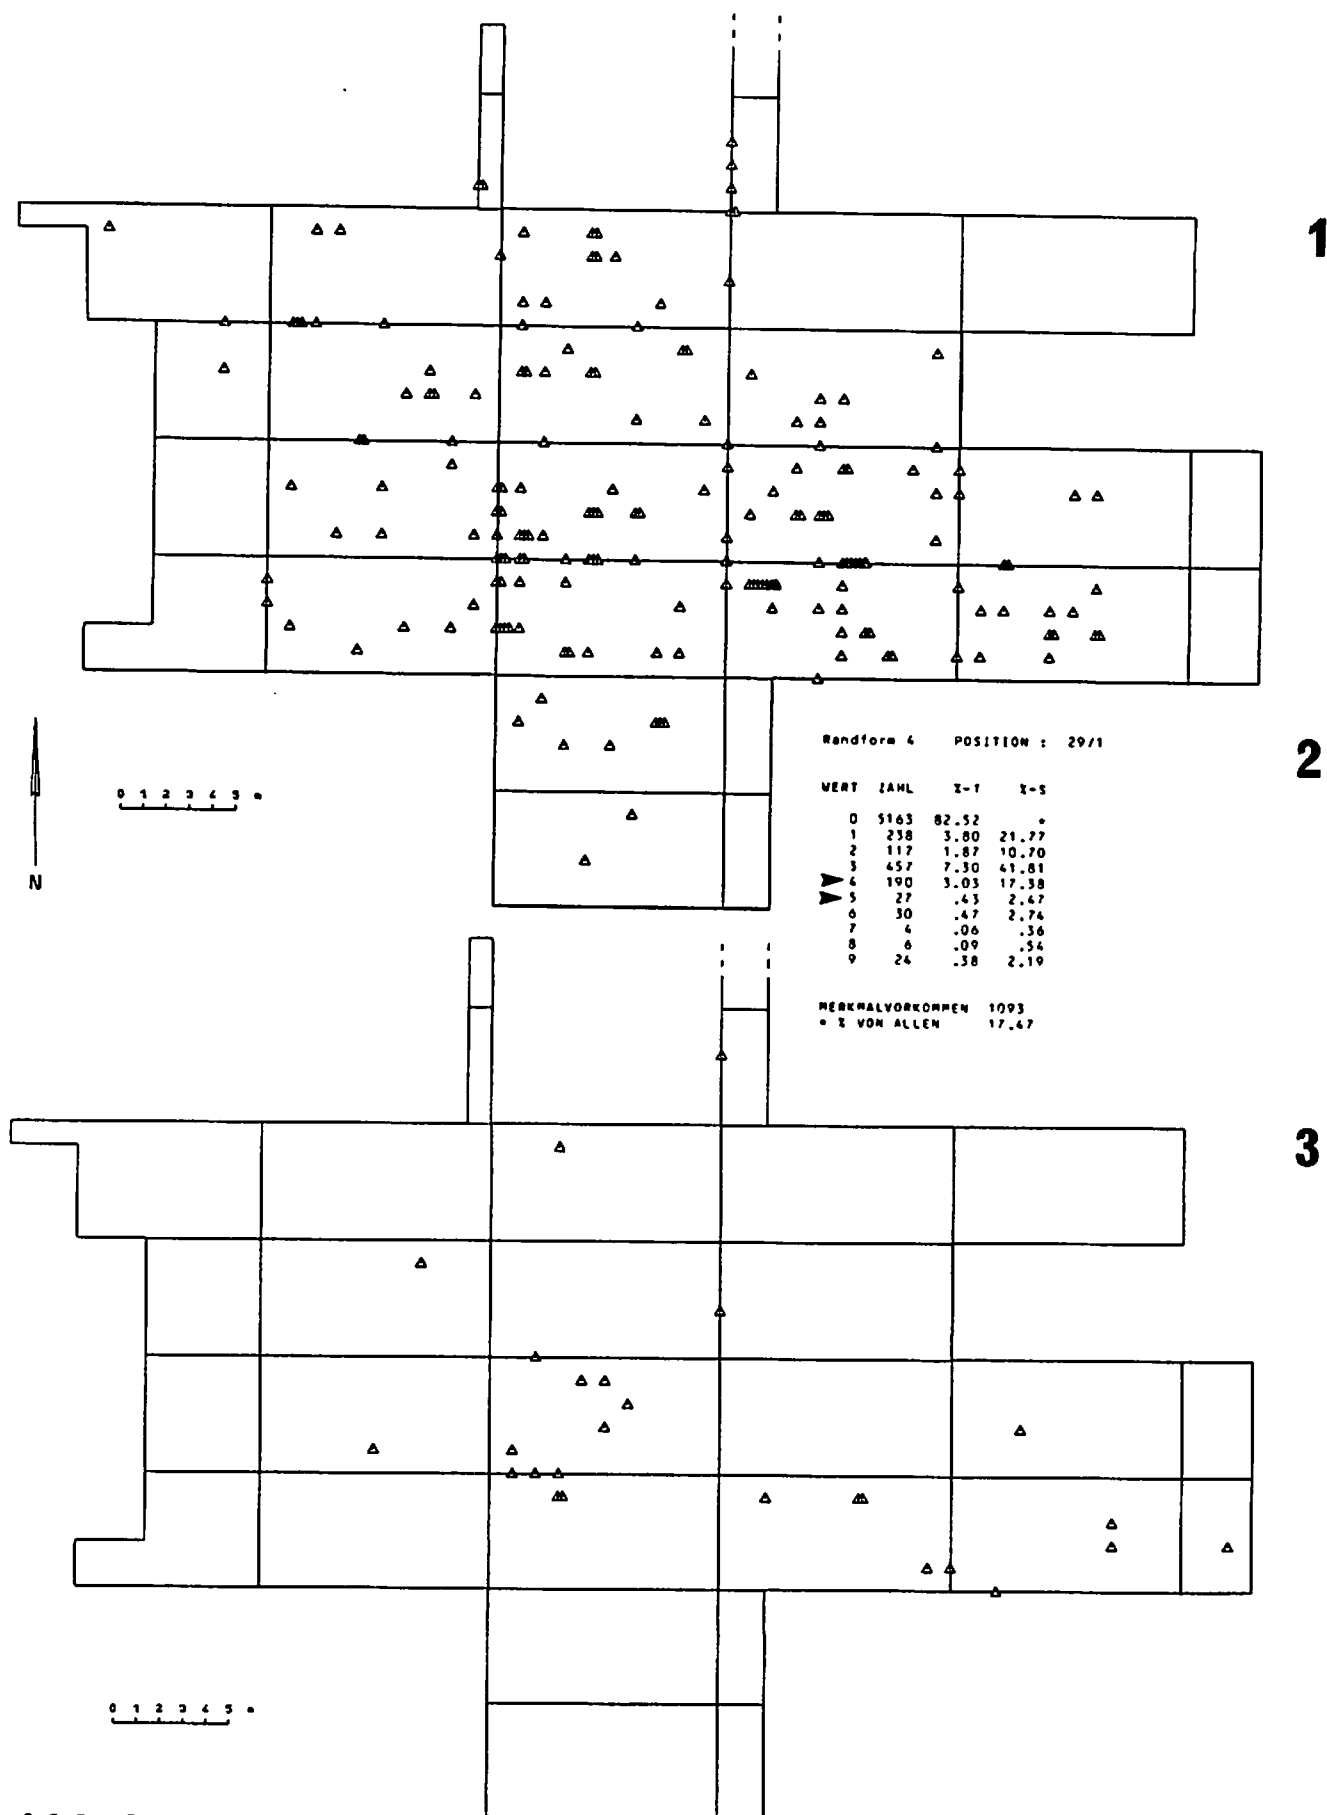 1
Randform 4 POSITION : 29/1
2
WERT ZAHL %-T %-S
0 5163 82.52 *
1 238 3.80 21.77
2 117 1.87 10.70
3 457 7.30 41.81
4 190 3.03 17.38
5 27 .43 2.47
6 30 .47 2.74
7 4 .06 .36
8 6 .09 .54
9 24 .38 2.19
MERKMALVORKOMMEN 1093
* % VON ALLEN 17.47
0 1 2 3 4 5 m
N
3
0 1 2 3 4 5 m